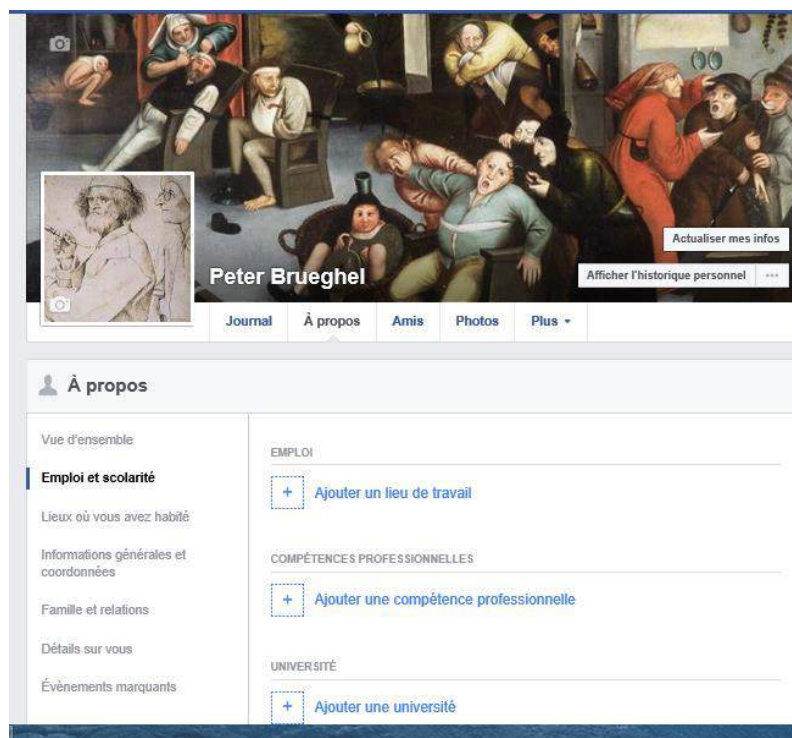 Actualiser mes infos
Peter Brueghel
Afficher l'historique personnel ...
Journal À propos Amis Photos Plus
À propos
Vue d'ensemble
Emploi et scolarité
Lieux où vous avez habité
Informations générales et
coordonnées
Famille et relations
Détails sur vous
Évènements marquants
EMPLOI
+ Ajouter un lieu de travail
COMPÉTENCES PROFESSIONNELLES
+ Ajouter une compétence professionnelle
UNIVERSITÉ
+ Ajouter une université